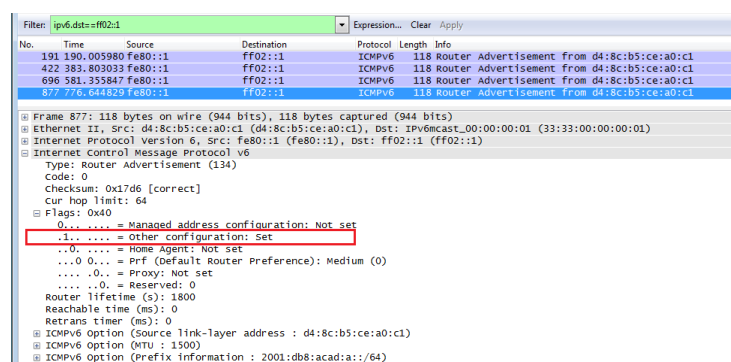 Filter: ipv6.dst==ff02::1 Expression... Clear Apply
No. Time Source Destination Protocol Length Info
191 190.005980 fe80::1 ff02::1 ICMPv6 118 Router Advertisement from d4:8c:b5:ce:a0:c1
422 383.803033 fe80::1 ff02::1 ICMPv6 118 Router Advertisement from d4:8c:b5:ce:a0:c1
696 581.355847 fe80::1 ff02::1 ICMPv6 118 Router Advertisement from d4:8c:b5:ce:a0:c1
877 776.644829 fe80::1 ff02::1 ICMPv6 118 Router Advertisement from d4:8c:b5:ce:a0:c1
Frame 877: 118 bytes on wire (944 bits), 118 bytes captured (944 bits)
Ethernet II, Src: d4:8c:b5:ce:a0:c1 (d4:8c:b5:ce:a0:c1), Dst: IPv6mcast_00:00:00:01 (33:33:00:00:00:01)
Internet Protocol Version 6, Src: fe80::1 (fe80::1), Dst: ff02::1 (ff02::1)
Internet Control Message Protocol v6
Type: Router Advertisement (134)
Code: 0
Checksum: 0x17d6 [correct]
Cur hop limit: 64
Flags: 0x40
0... .... = Managed address configuration: Not set
.1.. .... = Other configuration: Set
..0. .... = Home Agent: Not set
...0 0... = Prf (Default Router Preference): Medium (0)
.... .0.. = Proxy: Not set
.... ..0. = Reserved: 0
Router lifetime (s): 1800
Reachable time (ms): 0
Retrans timer (ms): 0
ICMPv6 Option (Source link-layer address : d4:8c:b5:ce:a0:c1)
ICMPv6 Option (MTU : 1500)
ICMPv6 Option (Prefix information : 2001:db8:acad:a::/64)